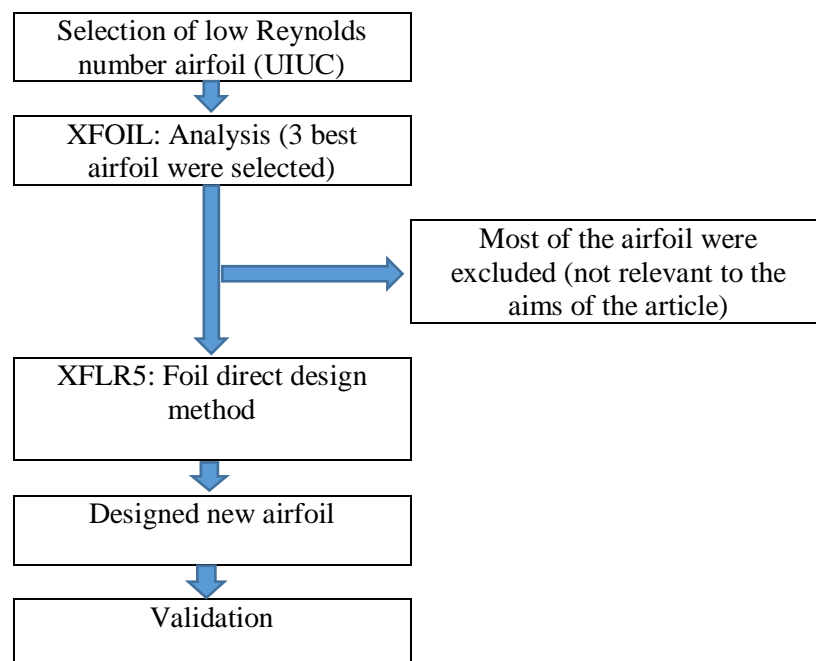 Selection of low Reynolds
number airfoil (UIUC)
XFOIL: Analysis (3 best
airfoil were selected)
Most of the airfoil were
excluded (not relevant to the
aims of the article)
XFLR5: Foil direct design
method
Designed new airfoil
Validation